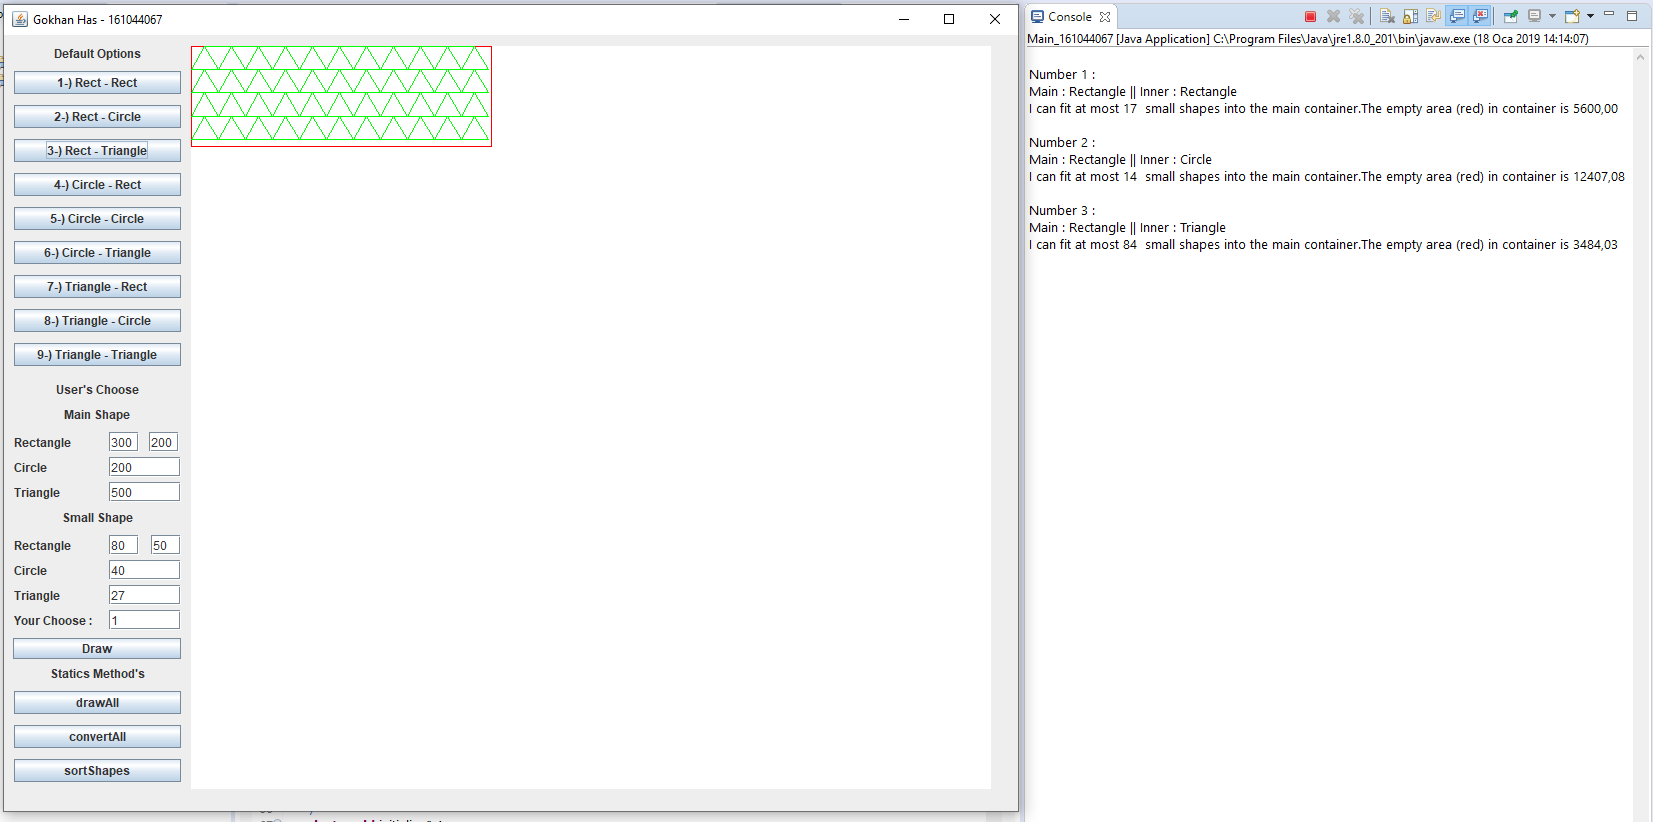 Gokhan Has - 161044067
Default Options
1-) Rect - Rect
2-) Rect - Circle
3-) Rect - Triangle
4-) Circle - Rect
5-) Circle - Circle
6-) Circle - Triangle
7-) Triangle - Rect
8-) Triangle - Circle
9-) Triangle - Triangle
User's Choose
Main Shape
Rectangle 300 200
Circle 200
Triangle 500
Small Shape
Rectangle 80 50
Circle 40
Triangle 27
Your Choose : 1
Draw
Statics Method's
drawAll
convertAll
sortShapes
Console
Main_161044067 [Java Application] C:\Program Files\Java\jre1.8.0_201\bin\javaw.exe (18 Oca 2019 14:14:07)
Number 1 :
Main : Rectangle || Inner : Rectangle
I can fit at most 17  small shapes into the main container.The empty area (red) in container is 5600,00
Number 2 :
Main : Rectangle || Inner : Circle
I can fit at most 14  small shapes into the main container.The empty area (red) in container is 12407,08
Number 3 :
Main : Rectangle || Inner : Triangle
I can fit at most 84  small shapes into the main container.The empty area (red) in container is 3484,03